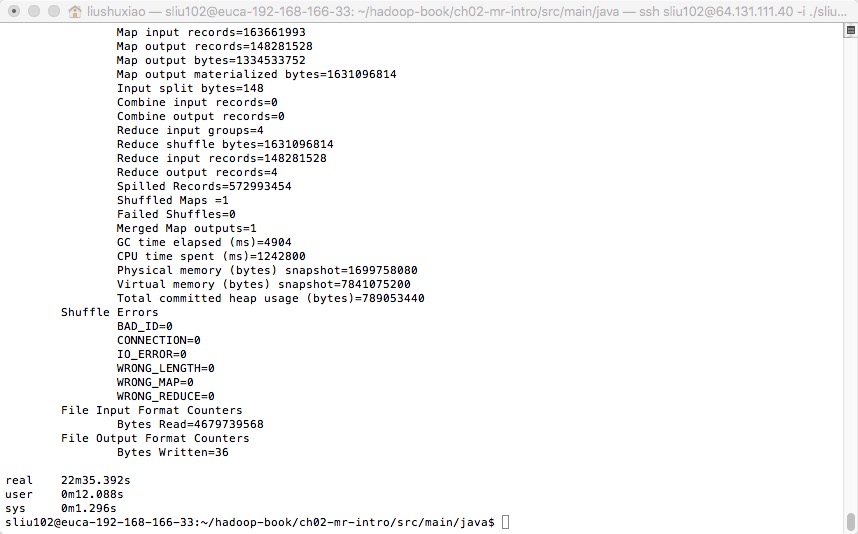 liushuxiao — sliu102@euca-192-168-166-33: ~/hadoop-book/ch02-mr-intro/src/main/java — ssh sliu102@64.131.111.40 -i ./sliu...
Map input records=163661993
Map output records=148281528
Map output bytes=1334533752
Map output materialized bytes=1631096814
Input split bytes=148
Combine input records=0
Combine output records=0
Reduce input groups=4
Reduce shuffle bytes=1631096814
Reduce input records=148281528
Reduce output records=4
Spilled Records=572993454
Shuffled Maps =1
Failed Shuffles=0
Merged Map outputs=1
GC time elapsed (ms)=4904
CPU time spent (ms)=1242800
Physical memory (bytes) snapshot=1699758080
Virtual memory (bytes) snapshot=7841075200
Total committed heap usage (bytes)=789053440
Shuffle Errors
BAD_ID=0
CONNECTION=0
IO_ERROR=0
WRONG_LENGTH=0
WRONG_MAP=0
WRONG_REDUCE=0
File Input Format Counters
Bytes Read=4679739568
File Output Format Counters
Bytes Written=36
real 22m35.392s
user 0m12.088s
sys 0m1.296s
sliu102@euca-192-168-166-33:~/hadoop-book/ch02-mr-intro/src/main/java$